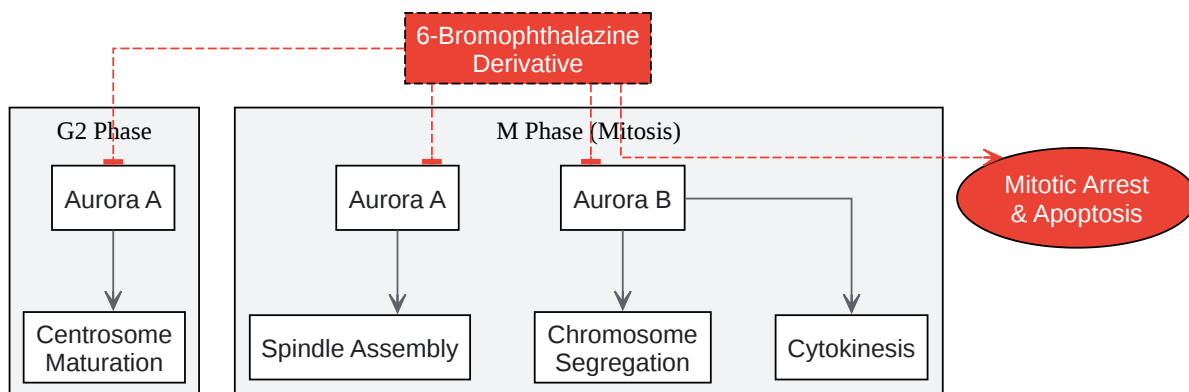 6-Bromophthalazine
Derivative
G2 Phase
M Phase (Mitosis)
Aurora A
Aurora A
Aurora B
Mitotic Arrest
& Apoptosis
Centrosome
Maturation
Spindle Assembly
Chromosome
Segregation
Cytokinesis